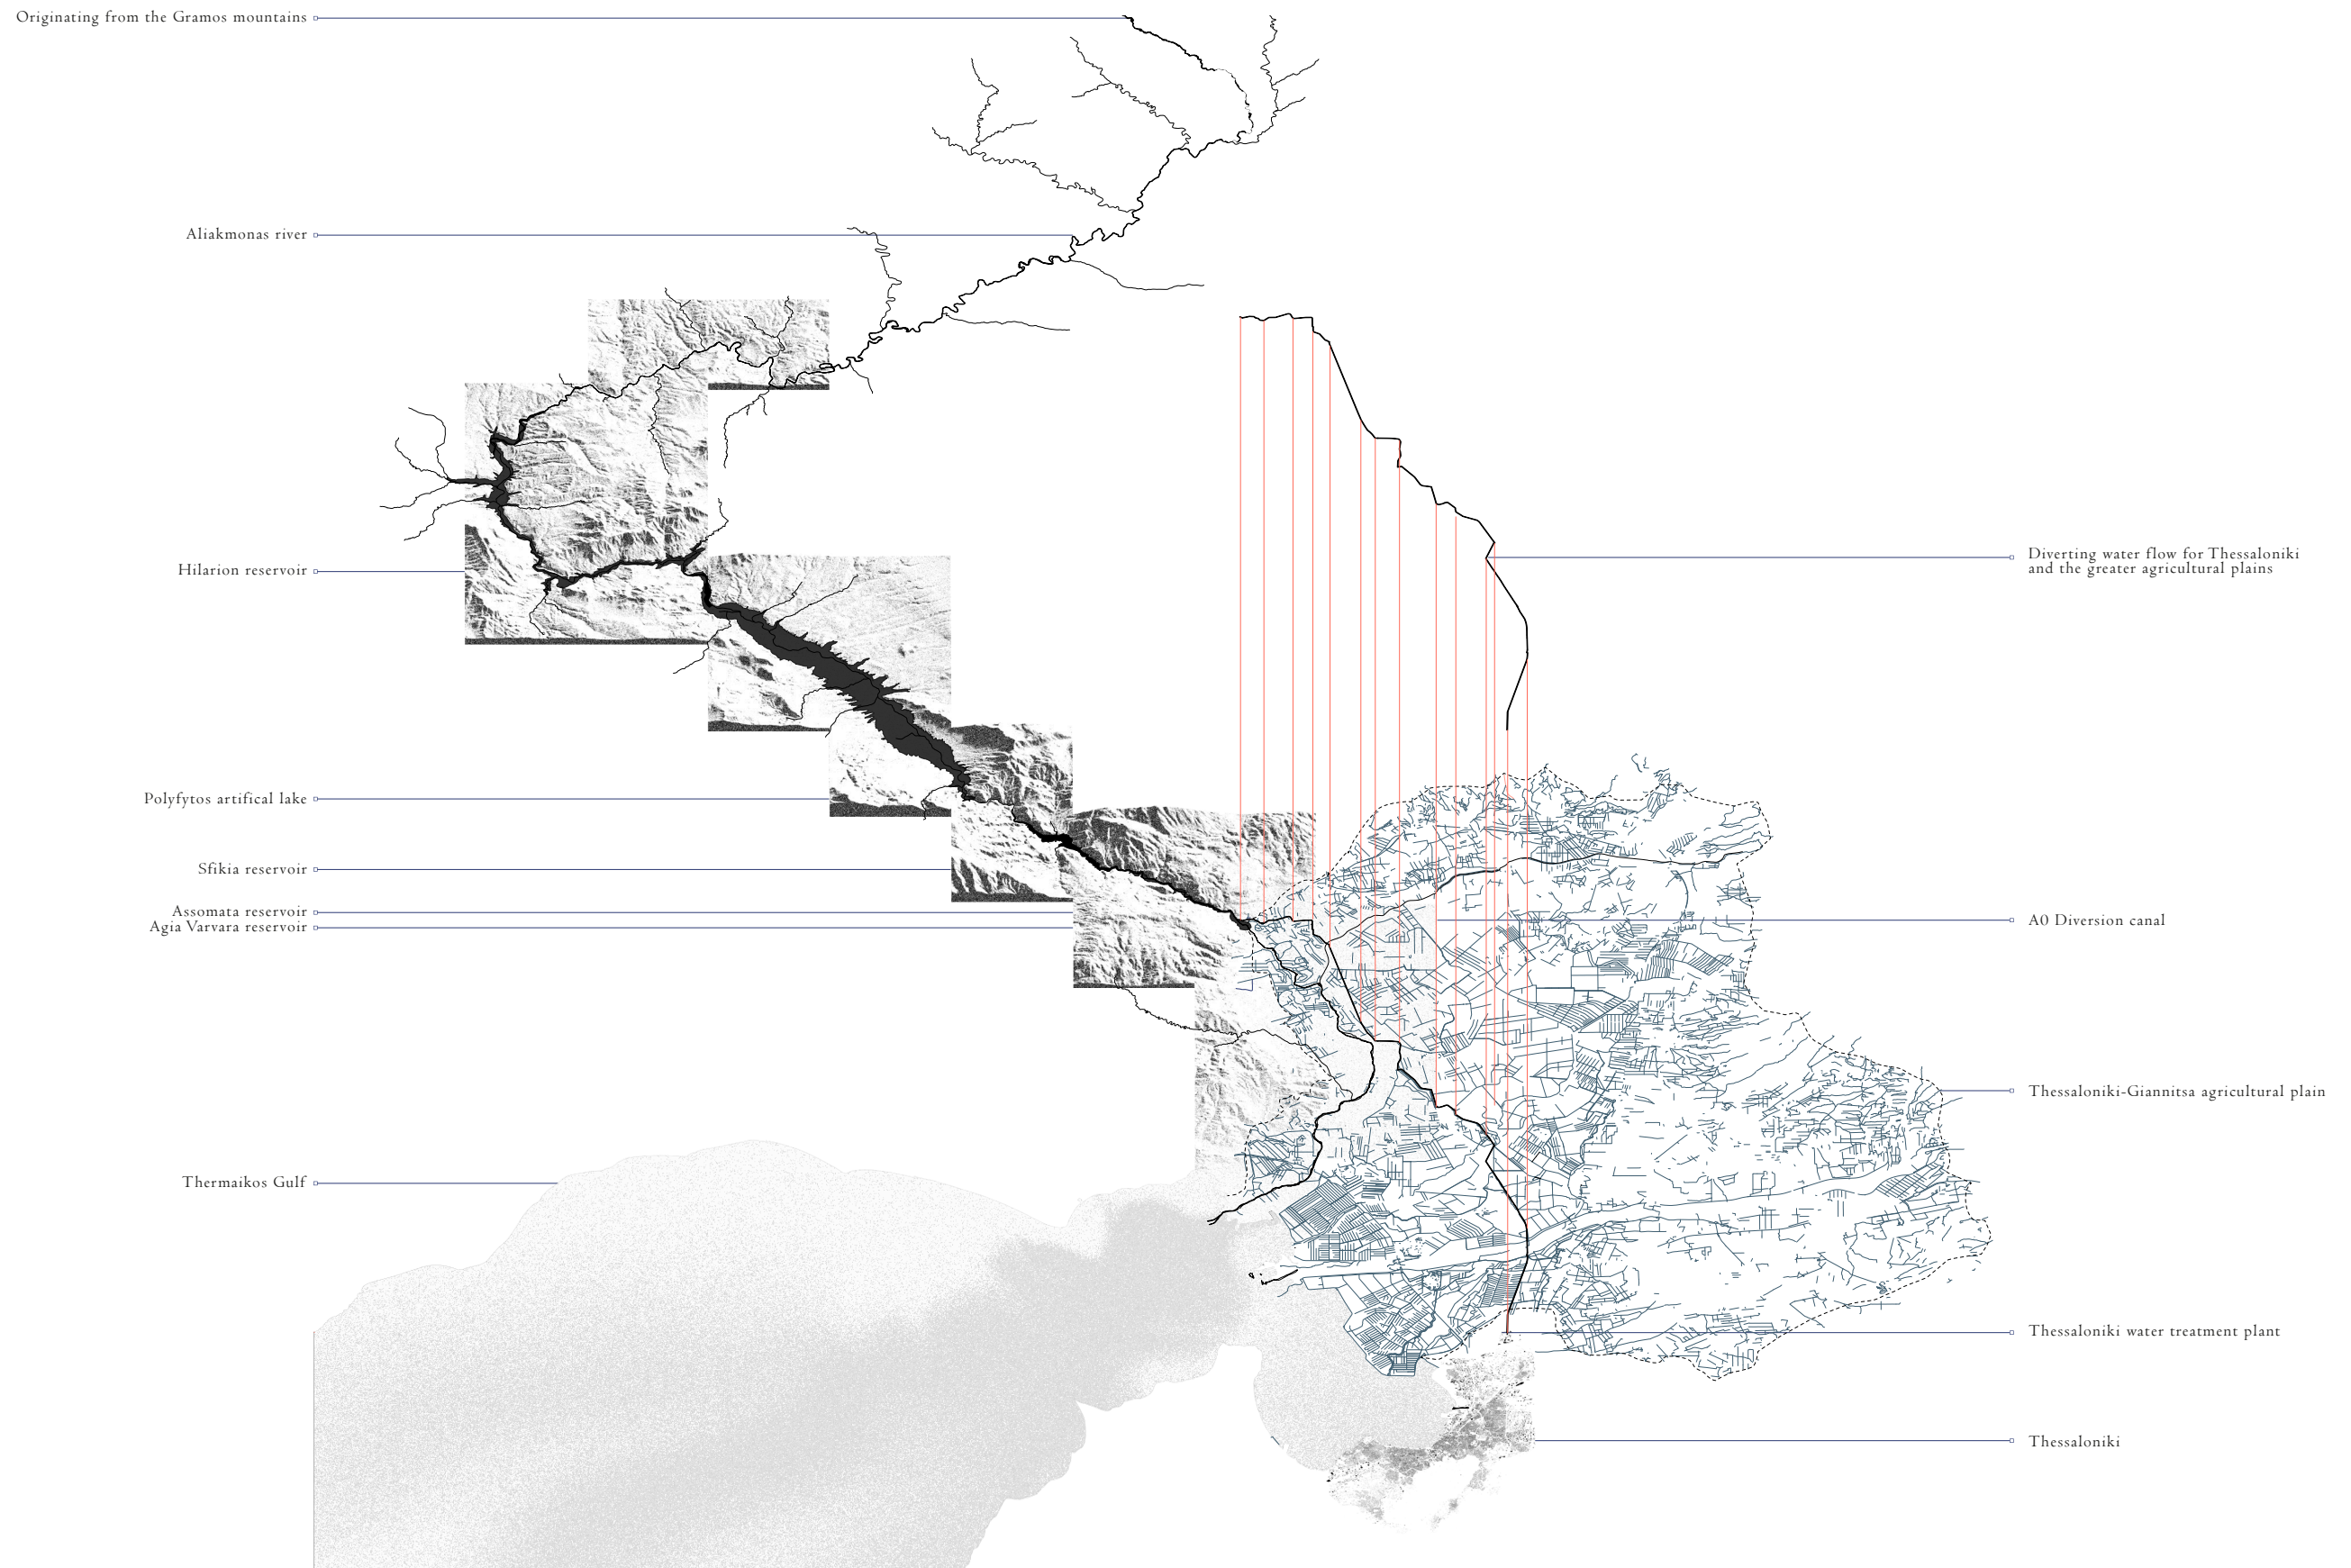 Originating from the Gramos mountains
Aliakmonas river
Hilarion reservoir
Diverting water flow for Thessaloniki
and the greater agricultural plains
Polyfytos artifical lake
Sfikia reservoir
Assomata reservoir
Agia Varvara reservoir
A0 Diversion canal
Thessaloniki-Giannitsa agricultural plain
Thermaikos Gulf
Thessaloniki water treatment plant
Thessaloniki